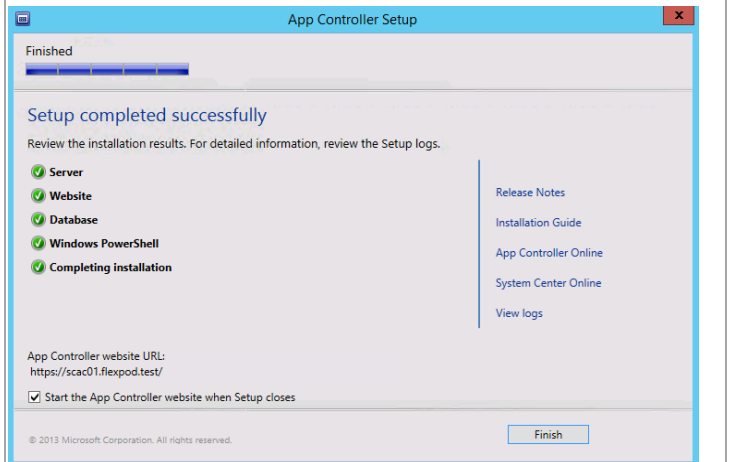 App Controller Setup
x
Finished
Setup completed successfully
Review the installation results. For detailed information, review the Setup logs.
Server
Website
Database
Windows PowerShell
Completing installation
Release Notes
Installation Guide
App Controller Online
System Center Online
View logs
App Controller website URL:
https://scac01.flexpod.test/
Start the App Controller website when Setup closes
© 2013 Microsoft Corporation. All rights reserved.
Finish